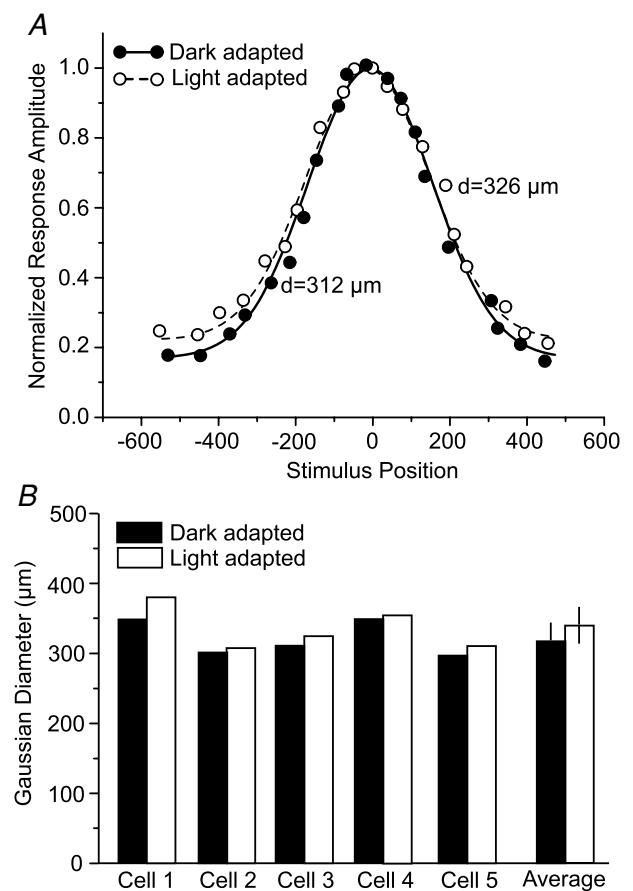 A
Dark adapted
Light adapted
Normalized Response Amplitude
1.0
0.8
0.6
0.4
0.2
0.0
d=326 μm
d=312 μm
-600 -400 -200 0 200 400 600
Stimulus Position
B
Dark adapted
Light adapted
Gaussian Diameter (μm)
500
400
300
200
100
0
Cell 1 Cell 2 Cell 3 Cell 4 Cell 5 Average